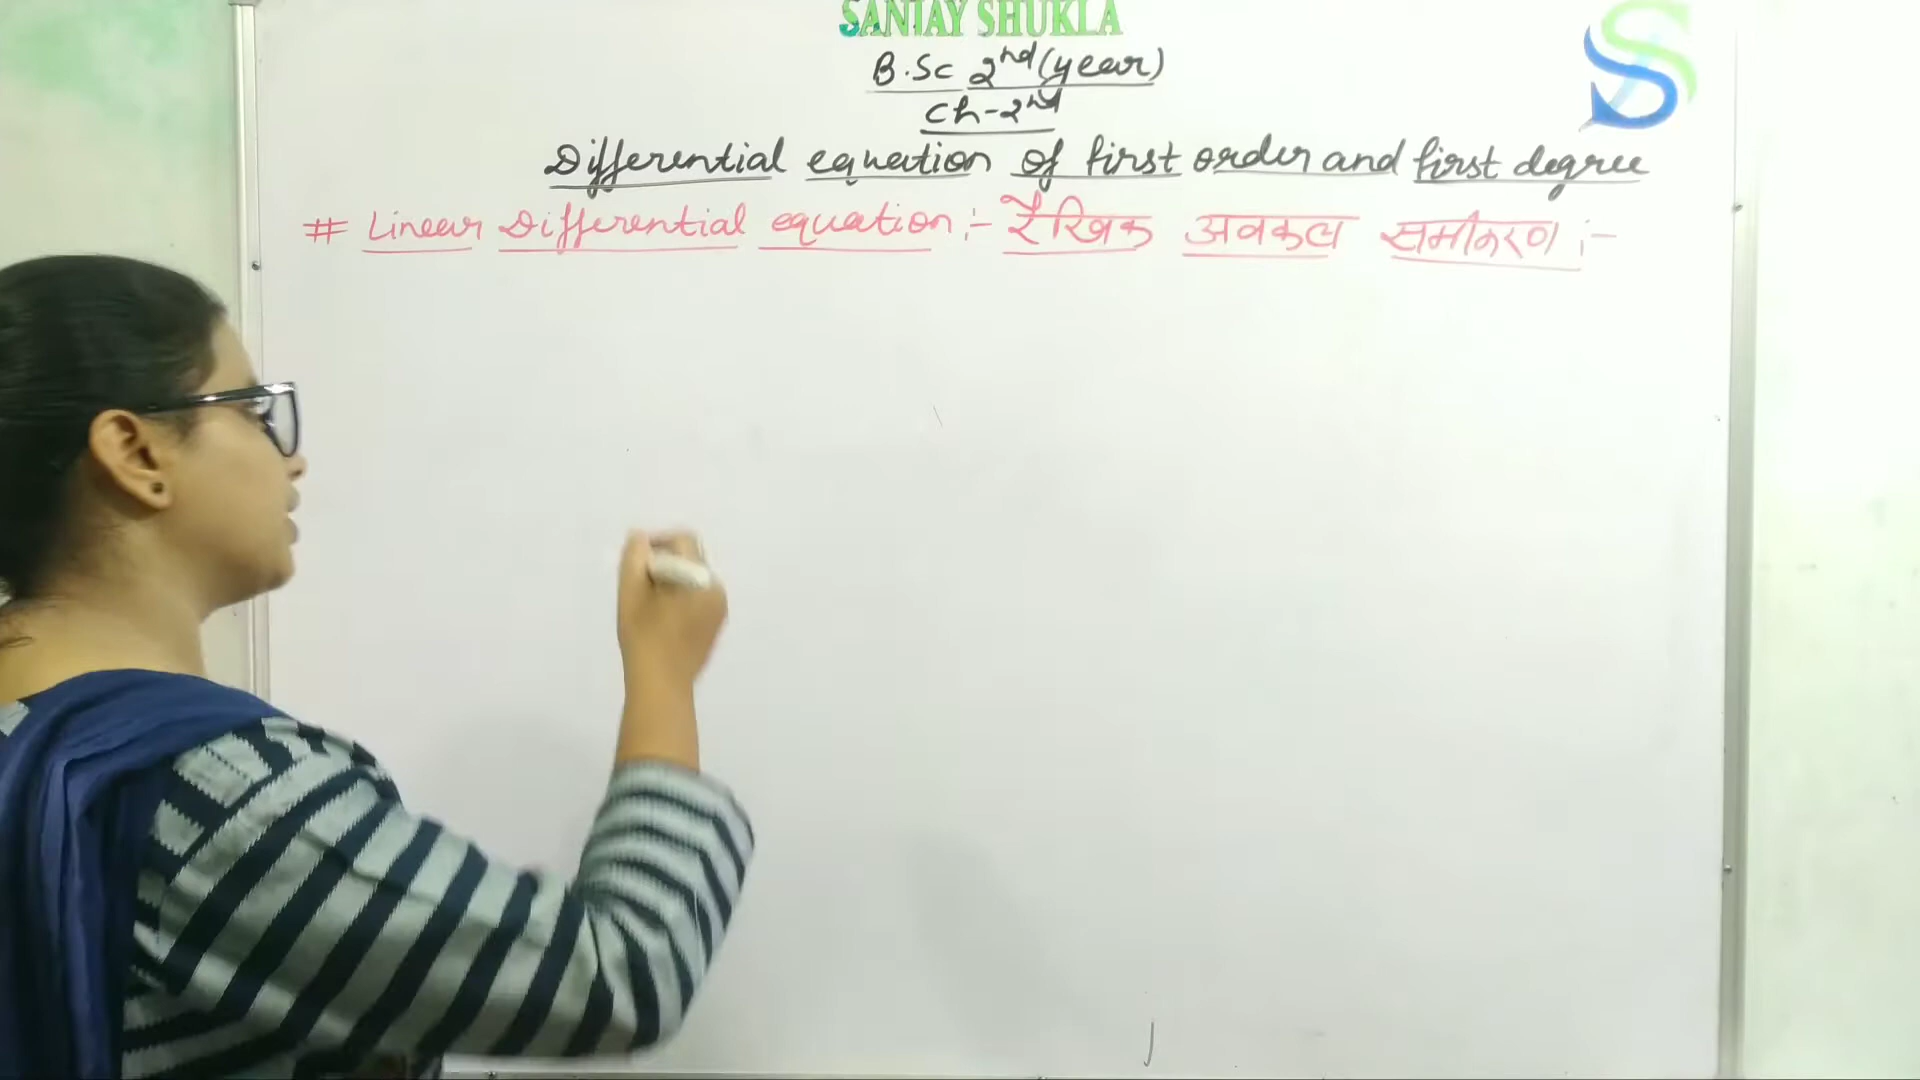 SANJAY SHUKLA
B.Sc 2nd (year)
Ch-2nd
Differential equation of first order and first degree
# Linear Differential equation :- रैखिक अवकल समीकरण :-